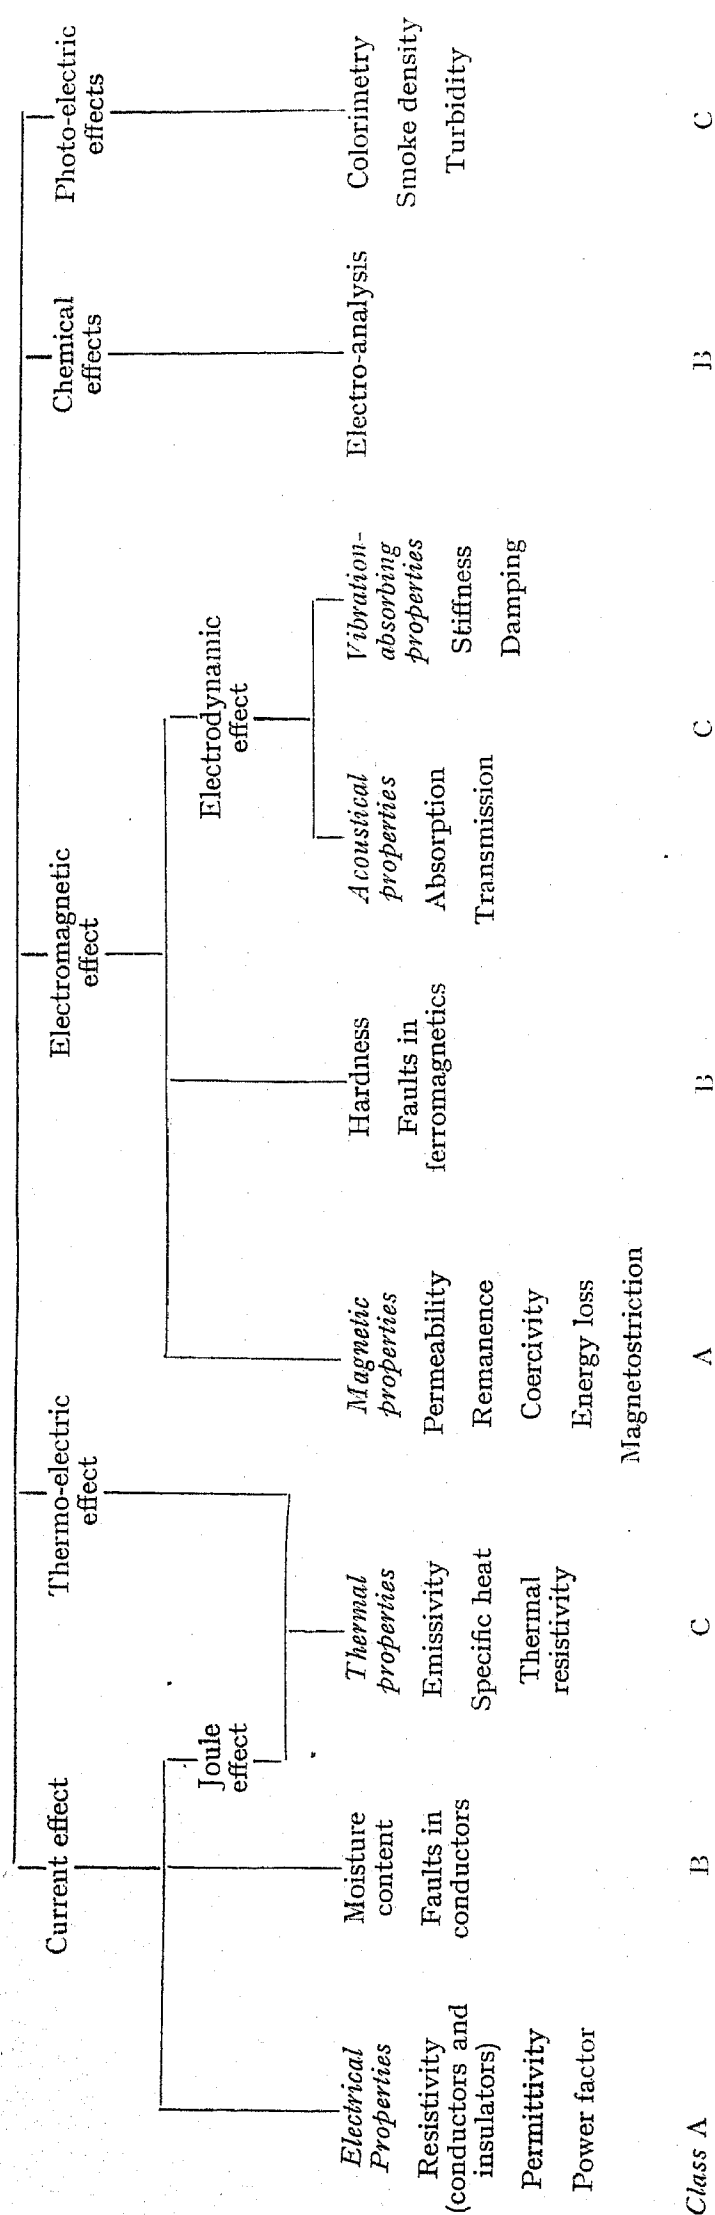 Current effect
Thermo-electric
effect
Electromagnetic
effect
Chemical
effects
Photo-electric
effects
Joule
effect
Electrodynamic
effect
Electrical
Properties
Resistivity
(conductors and
insulators)
Permittivity
Power factor
Moisture
content
Faults in
conductors
Thermal
properties
Emissivity
Specific heat
Thermal
resistivity
Magnetic
properties
Permeability
Remanence
Coercivity
Energy loss
Magnetostriction
Hardness
Faults in
ferromagnetics
Acoustical
properties
Absorption
Transmission
Vibration-
absorbing
properties
Stiffness
Damping
Electro-analysis
Colorimetry
Smoke density
Turbidity
Class A B C A B C B C